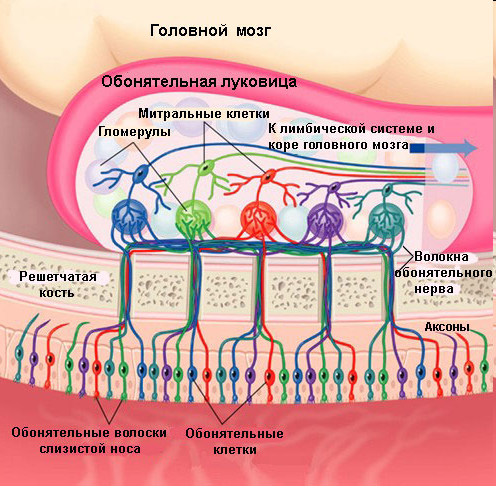 Головной мозг
Обонятельная луковица
Митральные клетки
Гломерулы
К лимбической системе и
коре головного мозга
Волокна
обонятельного
нерва
Решетчатая
кость
Аксоны
Обонятельные волоски
слизистой носа
Обонятельные
клетки